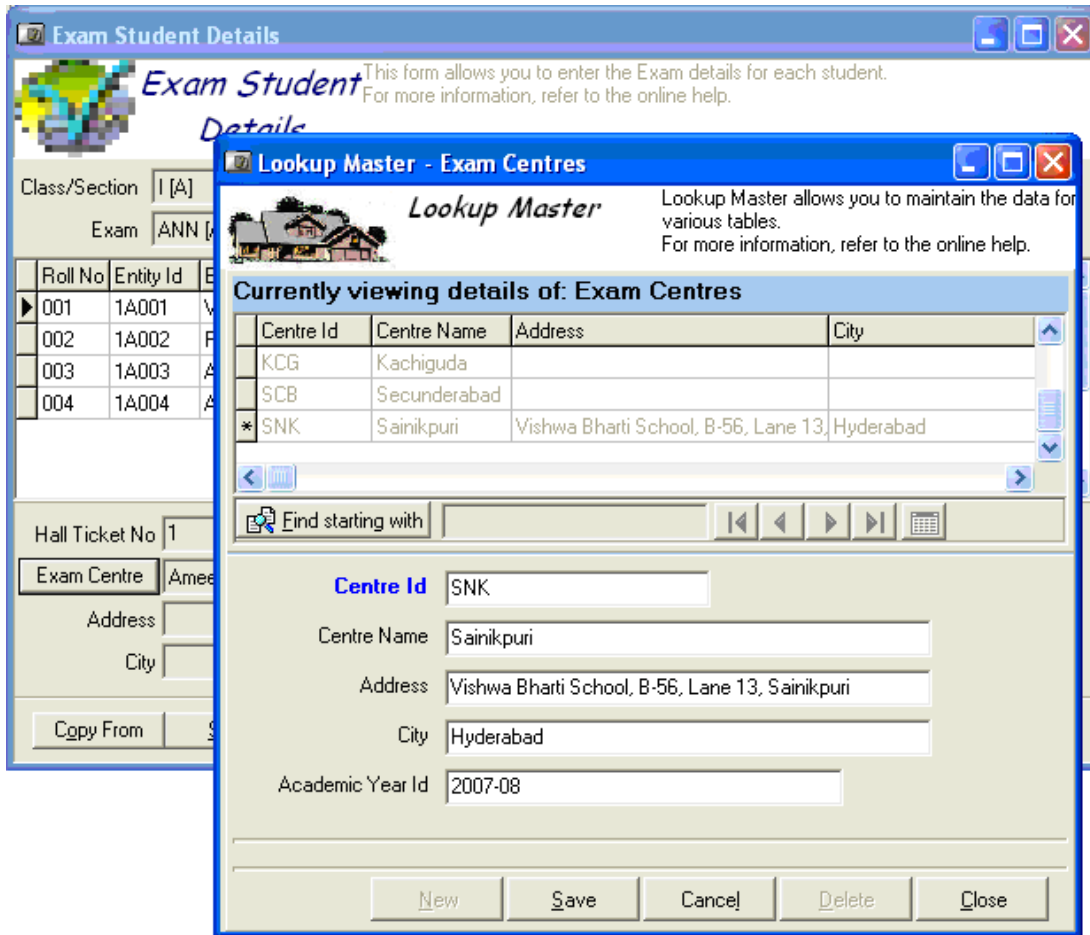 Exam Student Details
Exam Student
Details
This form allows you to enter the Exam details for each student.
For more information, refer to the online help.
Class/Section I [A]
Exam ANN
Roll No Entity Id
001 1A001
002 1A002
003 1A003
004 1A004
Hall Ticket No 1
Exam Centre Amee
Address
City
Copy From
Lookup Master - Exam Centres
Lookup Master
Lookup Master allows you to maintain the data for
various tables.
For more information, refer to the online help.
Currently viewing details of: Exam Centres
Centre Id Centre Name Address City
KCG Kachiguda
SCB Secunderabad
* SNK Sainikpuri Vishwa Bharti School, B-56, Lane 13, Hyderabad
Find starting with
Centre Id SNK
Centre Name Sainikpuri
Address Vishwa Bharti School, B-56, Lane 13, Sainikpuri
City Hyderabad
Academic Year Id 2007-08
New Save Cancel Delete Close